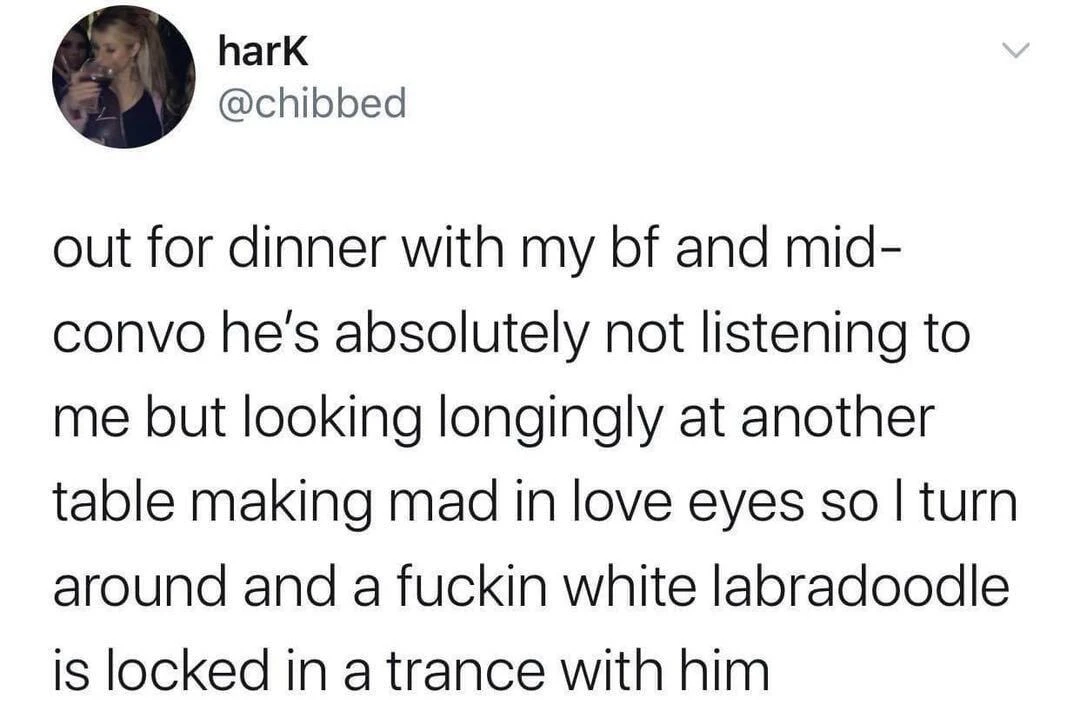 harK
@chibbed
out for dinner with my bf and mid-
convo he's absolutely not listening to
me but looking longingly at another
table making mad in love eyes so I turn
around and a fuckin white labradoodle
is locked in a trance with him